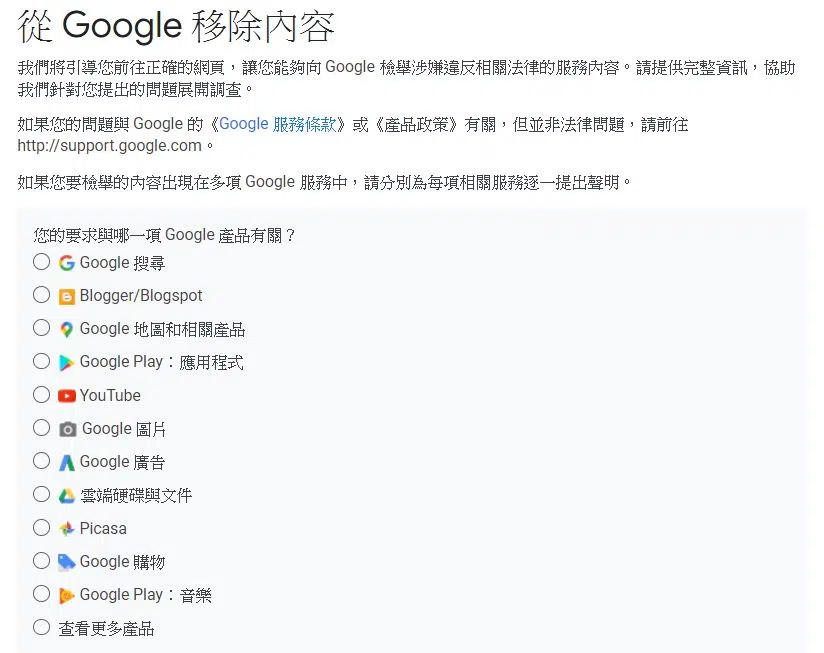 從 Google 移除內容
我們將引導您前往正確的網頁，讓您能夠向 Google 檢舉涉嫌違反相關法律的服務內容。請提供完整資訊，協助
我們針對您提出的問題展開調查。
如果您的問題與 Google 的《Google 服務條款》或《產品政策》有關，但並非法律問題，請前往
http://support.google.com。
如果您要檢舉的內容出現在多項 Google 服務中，請分別為每項相關服務逐一提出聲明。
您的要求與哪一項 Google 產品有關？
Google 搜尋
Blogger/Blogspot
Google 地圖和相關產品
Google Play：應用程式
YouTube
Google 圖片
Google 廣告
雲端硬碟與文件
Picasa
Google 購物
Google Play：音樂
查看更多產品